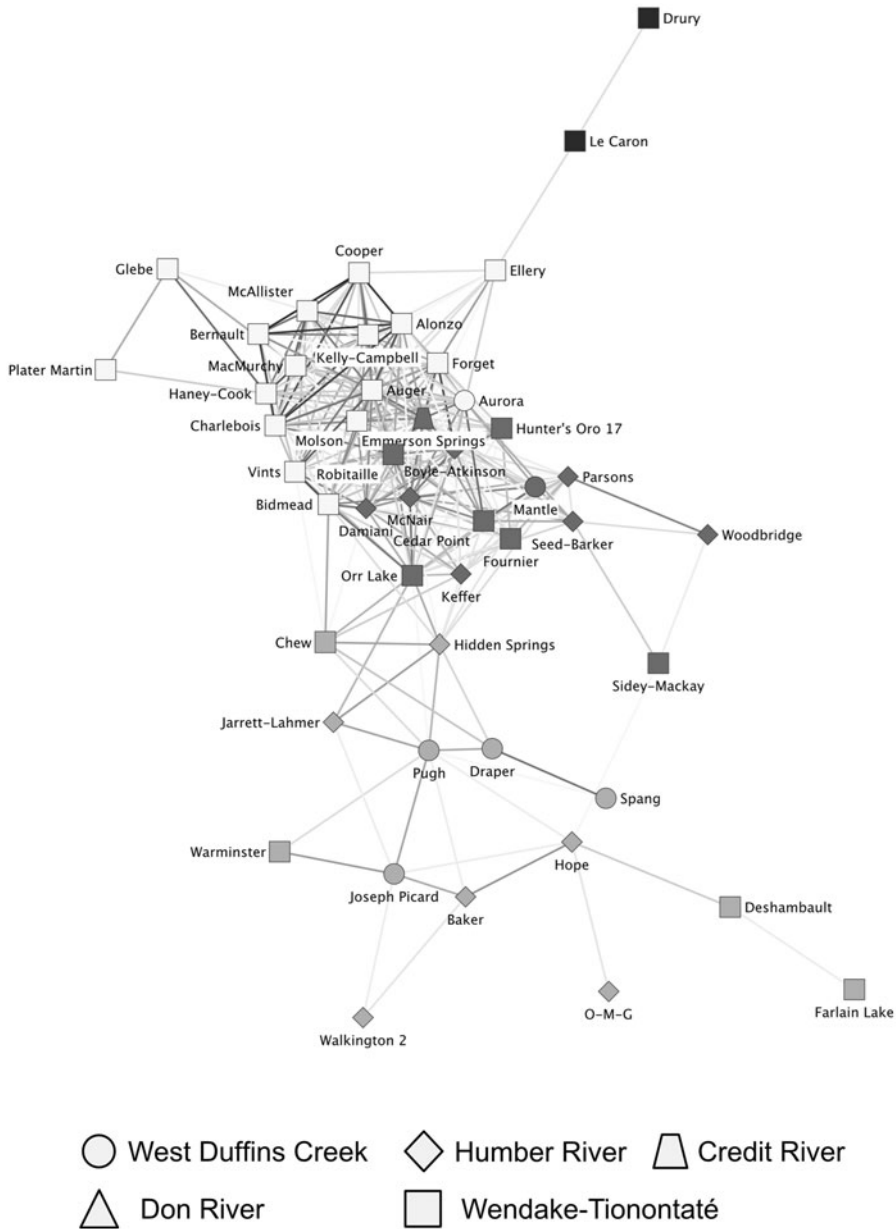 Drury
Le Caron
Cooper
Glebe
Ellery
McAllister
Alonzo
Bernault
Kelly-Campbell
Forget
MacMurchy
Plater Martin
Haney-Cook
Auger
Aurora
Charlebois
Hunter's Oro 17
Molson
Emmerson Springs
Vints
Robitaille
Boyle-Atkinson
Parsons
Bidmead
Mantle
McNair
Damiani
Cedar Point
Seed-Barker
Woodbridge
Fournier
Orr Lake
Keffer
Chew
Hidden Springs
Sidey-Mackay
Jarrett-Lahmer
Pugh
Draper
Spang
Warminster
Hope
Joseph Picard
Baker
Deshambault
Farlain Lake
O-M-G
Walkington 2
West Duffins Creek
Humber River
Credit River
Don River
Wendake-Tionontaté